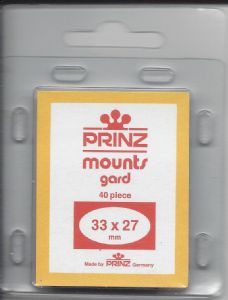 PRINZ
mounts
gard
40 piece
33 x 27
mm
Made by PRINZ Germany